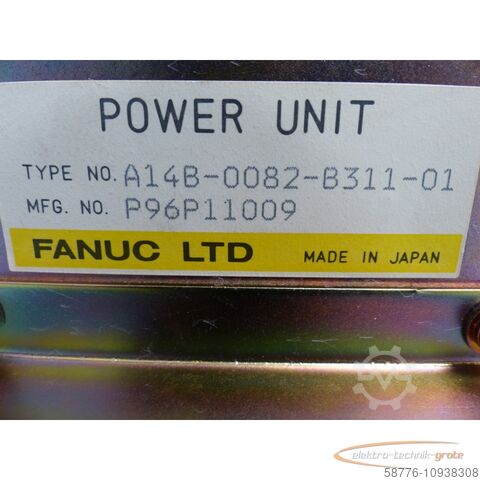 POWER UNIT
TYPE NO. A14B-0082-B311-01
MFG. NO. P96P11009
FANUC LTD MADE IN JAPAN
elektro-technik-grote
58776-10938308